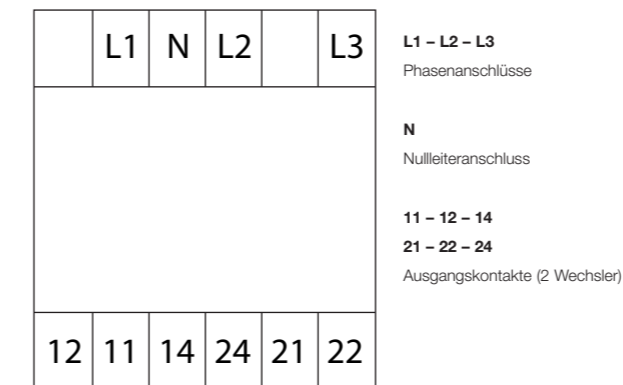 L1 N L2 L3
12 11 14 24 21 22
L1 – L2 – L3
Phasenanschlüsse
N
Nullleiteranschluss
11 – 12 – 14
21 – 22 – 24
Ausgangskontakte (2 Wechsler)